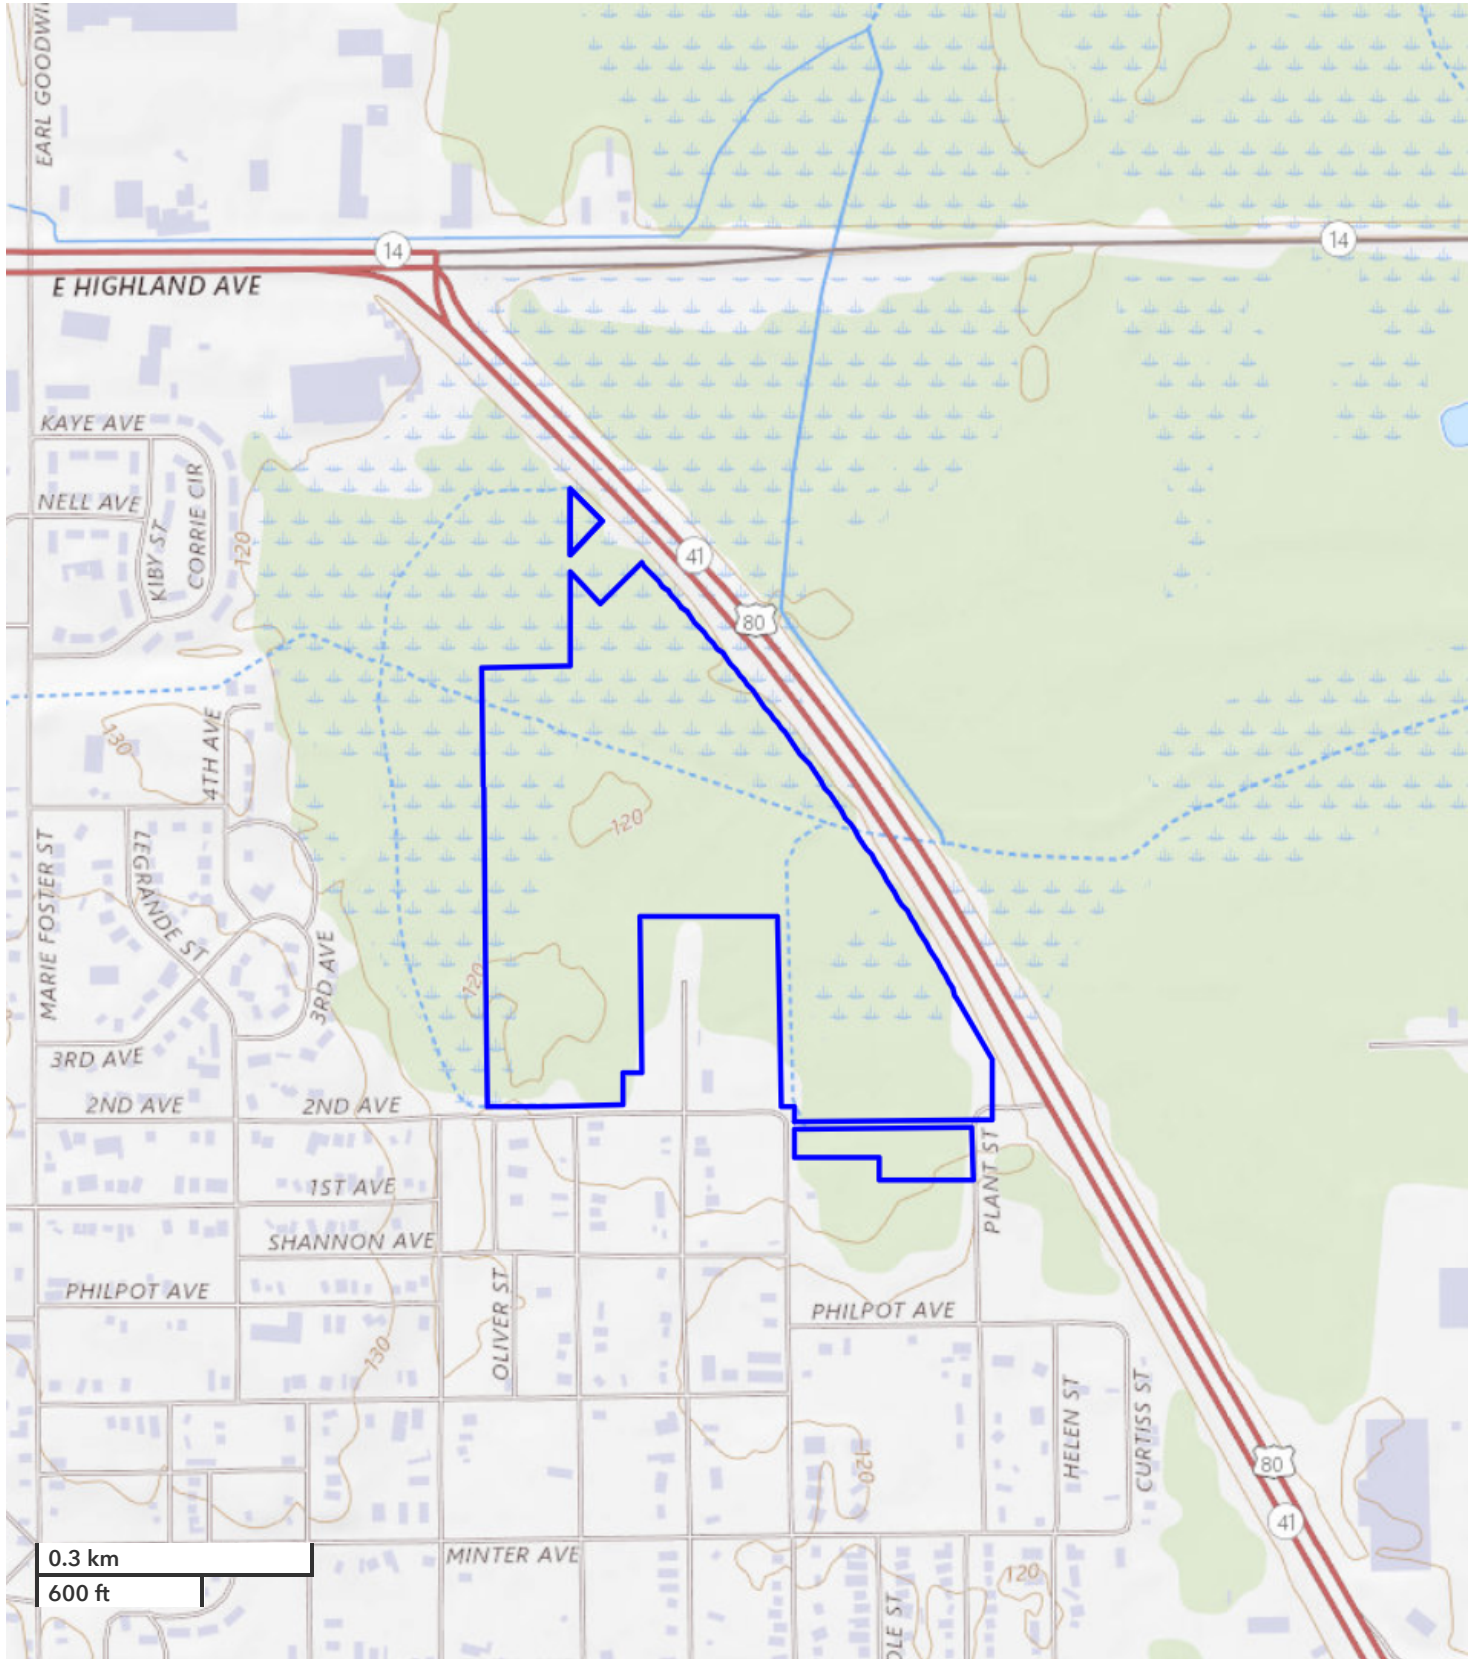 EARL GOODWI
14
14
E HIGHLAND AVE
KAYE AVE
NELL AVE
KIBY ST
CORRIE CIR
120
41
80
130
4TH AVE
120
MARIE FOSTER ST
LEGRANDE ST
3RD AVE
120
3RD AVE
2ND AVE
2ND AVE
PLANT ST
1ST AVE
SHANNON AVE
PHILPOT AVE
OLIVER ST
PHILPOT AVE
130
HELEN ST
CURTISS ST
120
80
41
0.3 km
MINTER AVE
600 ft
120
OLE ST